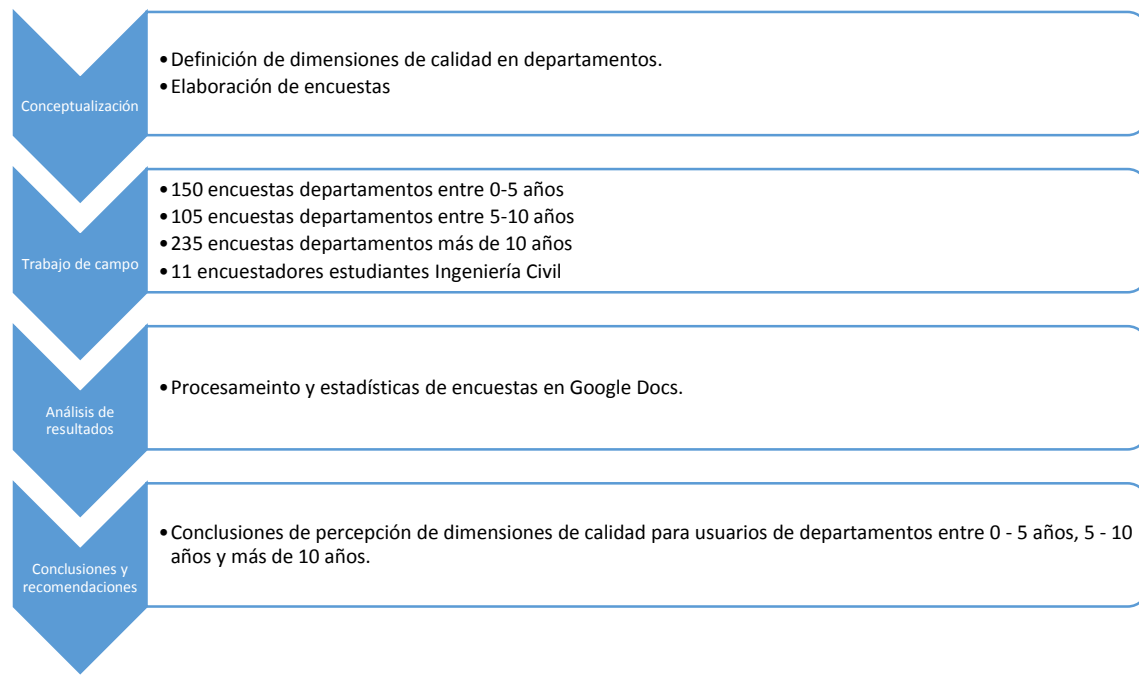 Conceptualización
•Definición de dimensiones de calidad en departamentos.
•Elaboración de encuestas
Trabajo de campo
•150 encuestas departamentos entre 0-5 años
•105 encuestas departamentos entre 5-10 años
•235 encuestas departamentos más de 10 años
•11 encuestadores estudiantes Ingeniería Civil
Análisis de
resultados
•Procesameinto y estadísticas de encuestas en Google Docs.
Conclusiones y
recomendaciones
•Conclusiones de percepción de dimensiones de calidad para usuarios de departamentos entre 0 - 5 años, 5 - 10
años y más de 10 años.